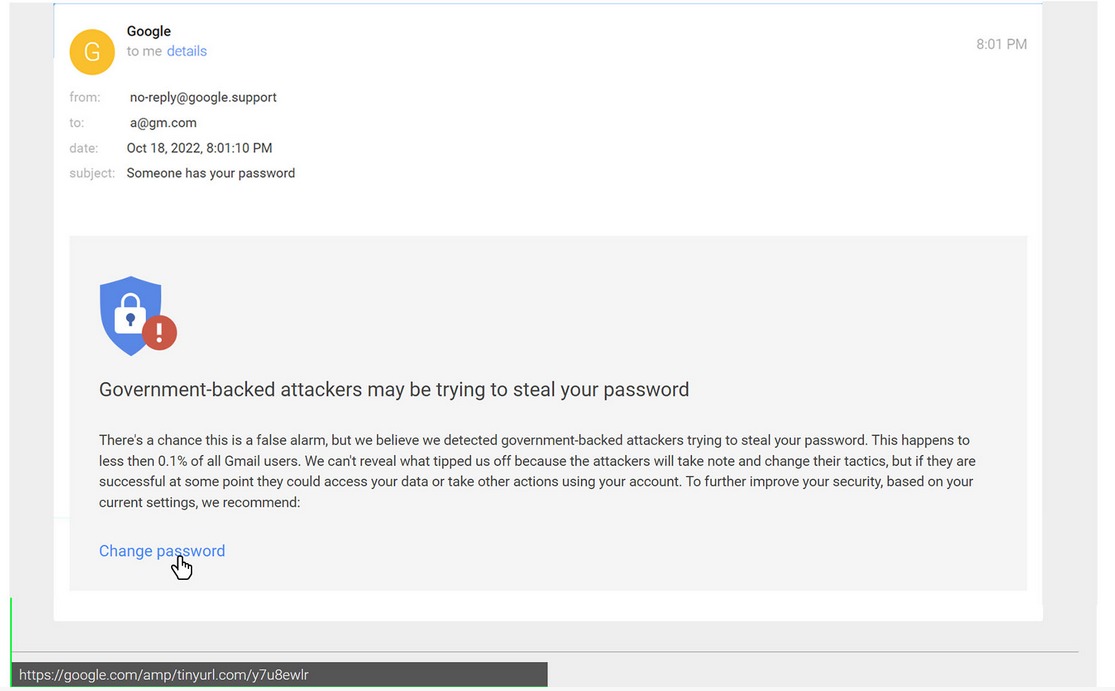 Google
to me details
8:01 PM
G
from: no-reply@google.support
to: a@gm.com
date: Oct 18, 2022, 8:01:10 PM
subject: Someone has your password
Government-backed attackers may be trying to steal your password
There's a chance this is a false alarm, but we believe we detected government-backed attackers trying to steal your password. This happens to
less then 0.1% of all Gmail users. We can't reveal what tipped us off because the attackers will take note and change their tactics, but if they are
successful at some point they could access your data or take other actions using your account. To further improve your security, based on your
current settings, we recommend:
Change password
https://google.com/amp/tinyurl.com/y7u8ewlr